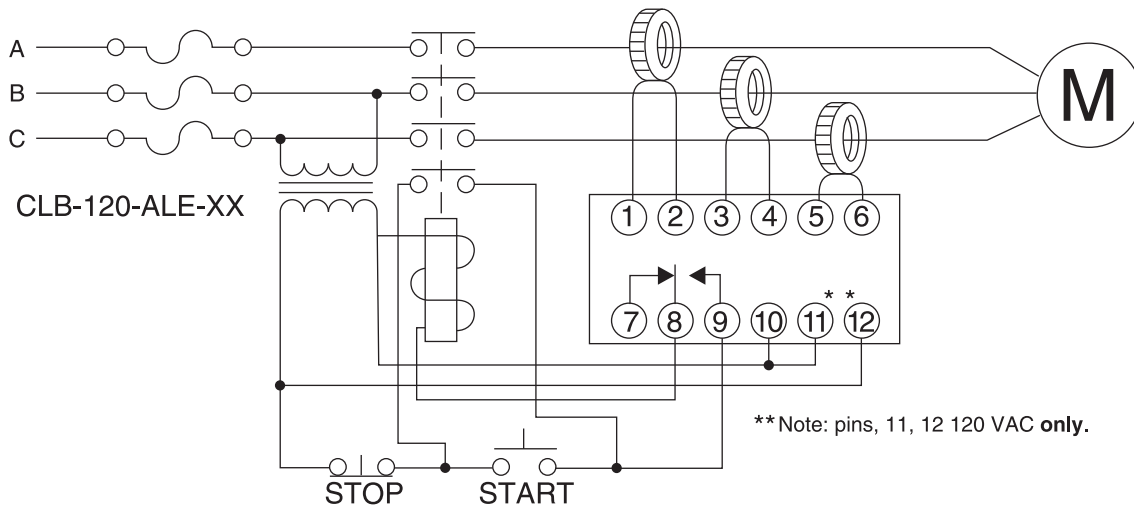 A
B
C
M
CLB-120-ALE-XX
1 2 3 4 5 6
* *
7 8 9 10 11 12
**Note: pins, 11, 12 120 VAC only.
STOP START